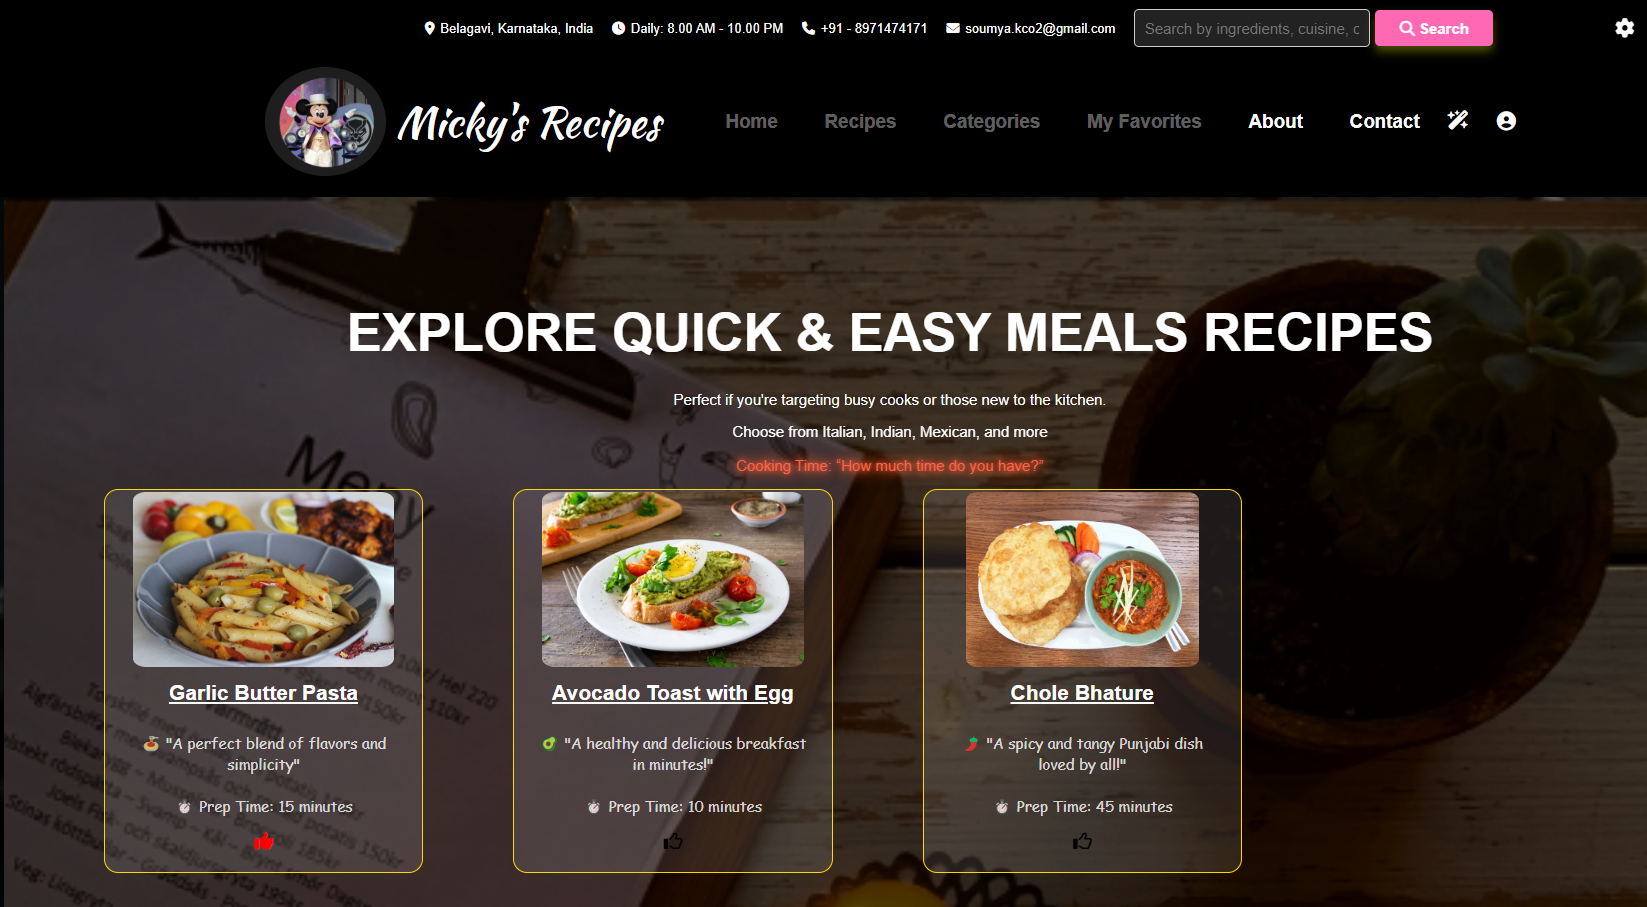 Belagavi, Karnataka, India Daily: 8.00 AM - 10.00 PM +91 - 8971474171 soumya.kco2@gmail.com Search by ingredients, cuisine, c Search
Micky's Recipes Home Recipes Categories My Favorites About Contact
EXPLORE QUICK & EASY MEALS RECIPES
Perfect if you're targeting busy cooks or those new to the kitchen.
Choose from Italian, Indian, Mexican, and more
Cooking Time: “How much time do you have?”
Garlic Butter Pasta
🍝 "A perfect blend of flavors and
simplicity"
⏱ Prep Time: 15 minutes
Avocado Toast with Egg
🥑 "A healthy and delicious breakfast
in minutes!"
⏱ Prep Time: 10 minutes
Chole Bhature
🌶 "A spicy and tangy Punjabi dish
loved by all!"
⏱ Prep Time: 45 minutes